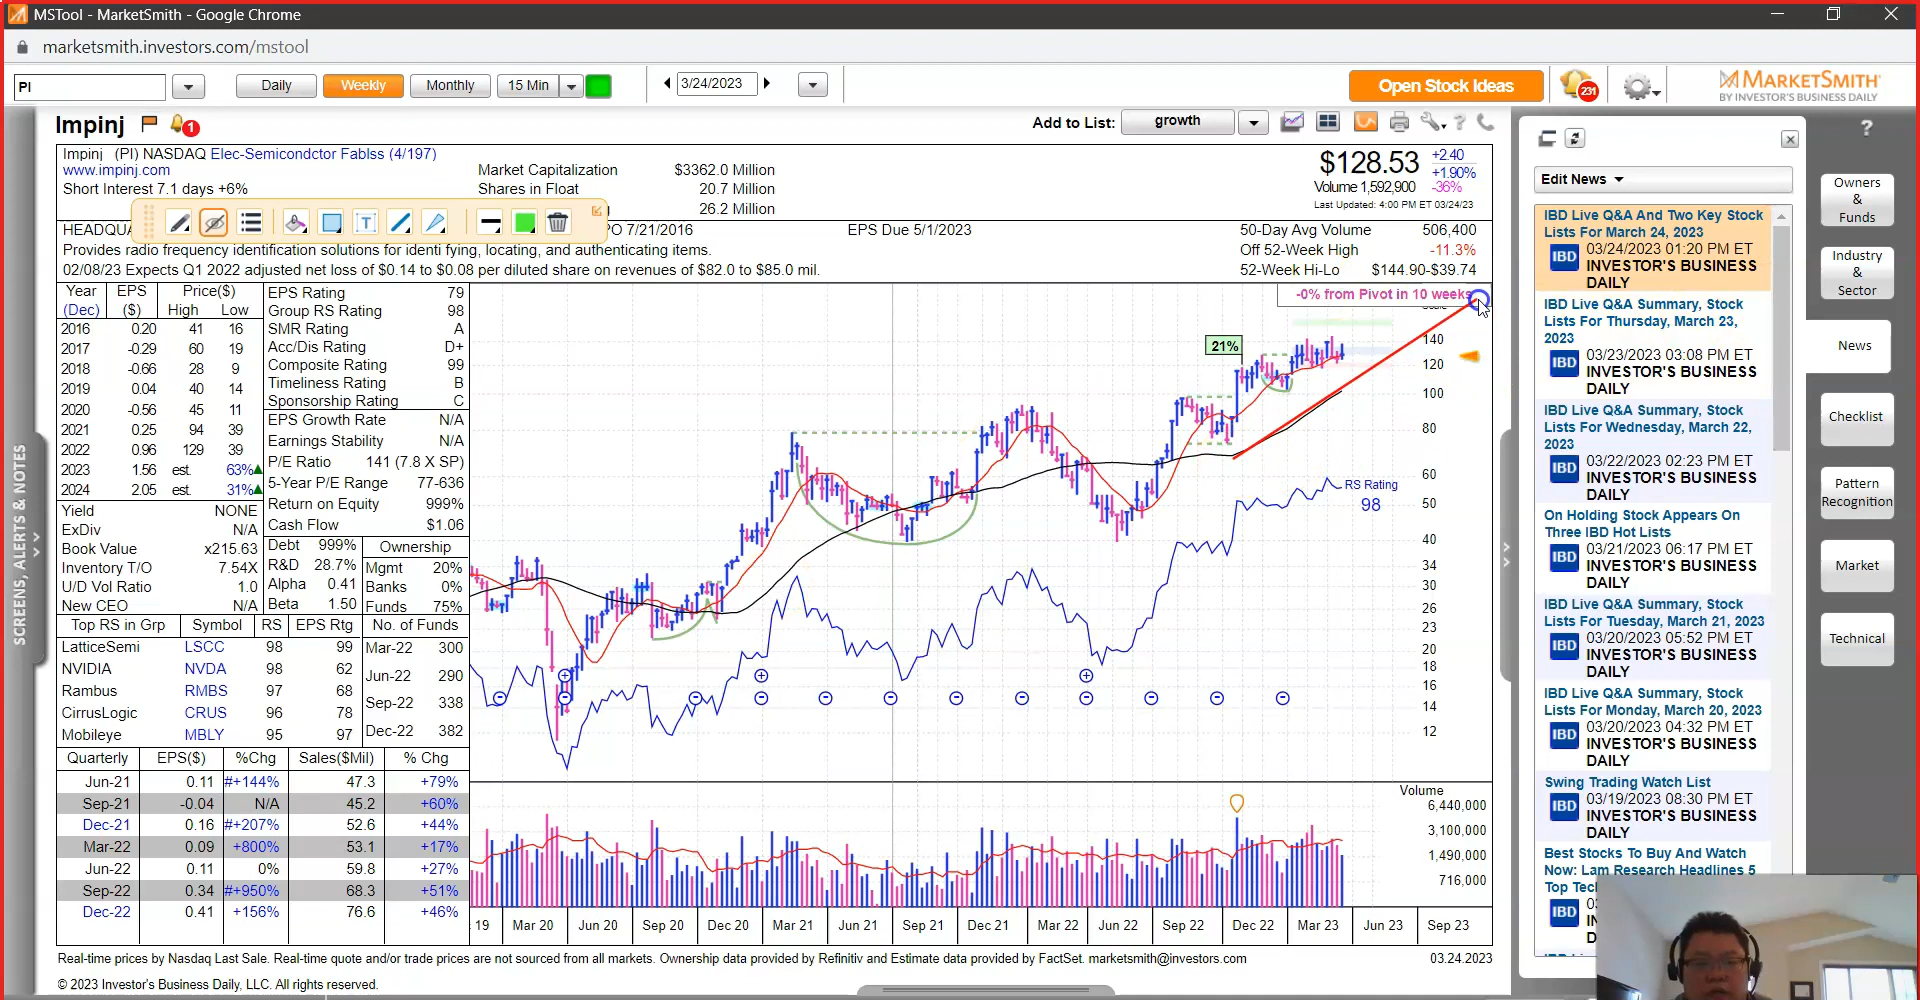 MSTool - MarketSmith - Google Chrome
marketsmith.investors.com/mstool
PI Daily Weekly Monthly 15 Min 3/24/2023 Open Stock Ideas 231 MARKETSMITH
BY INVESTOR'S BUSINESS DAILY
Impinj 1 Add to List: growth
Impinj (PI) NASDAQ Elec-Semicondctor Fablss (4/197)
www.impinj.com
Short Interest 7.1 days +6%
Market Capitalization $3362.0 Million
Shares in Float 20.7 Million
26.2 Million
$128.53 +2.40
+1.90%
Volume 1,592,900 -36%
Last Updated: 4:00 PM ET 03/24/23
HEADQUA PO 7/21/2016 EPS Due 5/1/2023
Provides radio frequency identification solutions for identi fying, locating, and authenticating items.
02/08/23 Expects Q1 2022 adjusted net loss of $0.14 to $0.08 per diluted share on revenues of $82.0 to $85.0 mil.
50-Day Avg Volume 506,400
Off 52-Week High -11.3%
52-Week Hi-Lo $144.90-$39.74
Year EPS Price($)
(Dec) ($) High Low
2016 0.20 41 16
2017 -0.29 60 19
2018 -0.66 28 9
2019 0.04 40 14
2020 -0.56 45 11
2021 0.25 94 39
2022 0.96 129 39
2023 1.56 est. 63%
2024 2.05 est. 31%
Yield NONE
ExDiv N/A
Book Value x215.63
Inventory T/O 7.54X
U/D Vol Ratio 1.0
New CEO N/A
EPS Rating 79
Group RS Rating 98
SMR Rating A
Acc/Dis Rating D+
Composite Rating 99
Timeliness Rating B
Sponsorship Rating C
EPS Growth Rate N/A
Earnings Stability N/A
P/E Ratio 141 (7.8 X SP)
5-Year P/E Range 77-636
Return on Equity 999%
Cash Flow $1.06
Debt 999%
R&D 28.7%
Alpha 0.41
Beta 1.50
Ownership
Mgmt 20%
Banks 0%
Funds 75%
Top RS in Grp Symbol RS EPS Rtg
LatticeSemi LSCC 98 99
NVIDIA NVDA 98 62
Rambus RMBS 97 68
CirrusLogic CRUS 96 78
Mobileye MBLY 95 97
No. of Funds
Mar-22 300
Jun-22 290
Sep-22 338
Dec-22 382
Quarterly EPS($) %Chg Sales($Mil) % Chg
Jun-21 0.11 #+144% 47.3 +79%
Sep-21 -0.04 N/A 45.2 +60%
Dec-21 0.16 #+207% 52.6 +44%
Mar-22 0.09 +800% 53.1 +17%
Jun-22 0.11 0% 59.8 +27%
Sep-22 0.34 #+950% 68.3 +51%
Dec-22 0.41 +156% 76.6 +46%
-0% from Pivot in 10 weeks
21%
140
120
100
80
60
50
40
34
30
26
23
20
18
16
14
12
RS Rating
98
Volume
6,440,000
3,100,000
1,490,000
716,000
19 Mar 20 Jun 20 Sep 20 Dec 20 Mar 21 Jun 21 Sep 21 Dec 21 Mar 22 Jun 22 Sep 22 Dec 22 Mar 23 Jun 23 Sep 23
Real-time prices by Nasdaq Last Sale. Real-time quote and/or trade prices are not sourced from all markets. Ownership data provided by Refinitiv and Estimate data provided by FactSet. marketsmith@investors.com 03.24.2023
© 2023 Investor's Business Daily, LLC. All rights reserved.
SCREENS, ALERTS & NOTES
Edit News
IBD Live Q&A And Two Key Stock
Lists For March 24, 2023
IBD 03/24/2023 01:20 PM ET
INVESTOR'S BUSINESS
DAILY
IBD Live Q&A Summary, Stock
Lists For Thursday, March 23,
2023
IBD 03/23/2023 03:08 PM ET
INVESTOR'S BUSINESS
DAILY
IBD Live Q&A Summary, Stock
Lists For Wednesday, March 22,
2023
IBD 03/22/2023 02:23 PM ET
INVESTOR'S BUSINESS
DAILY
On Holding Stock Appears On
Three IBD Hot Lists
IBD 03/21/2023 06:17 PM ET
INVESTOR'S BUSINESS
DAILY
IBD Live Q&A Summary, Stock
Lists For Tuesday, March 21, 2023
IBD 03/20/2023 05:52 PM ET
INVESTOR'S BUSINESS
DAILY
IBD Live Q&A Summary, Stock
Lists For Monday, March 20, 2023
IBD 03/20/2023 04:32 PM ET
INVESTOR'S BUSINESS
DAILY
Swing Trading Watch List
IBD 03/19/2023 08:30 PM ET
INVESTOR'S BUSINESS
DAILY
Best Stocks To Buy And Watch
Now: Lam Research Headlines 5
Top Tec
IBD
Owners
&
Funds
Industry
&
Sector
News
Checklist
Pattern
Recognition
Market
Technical